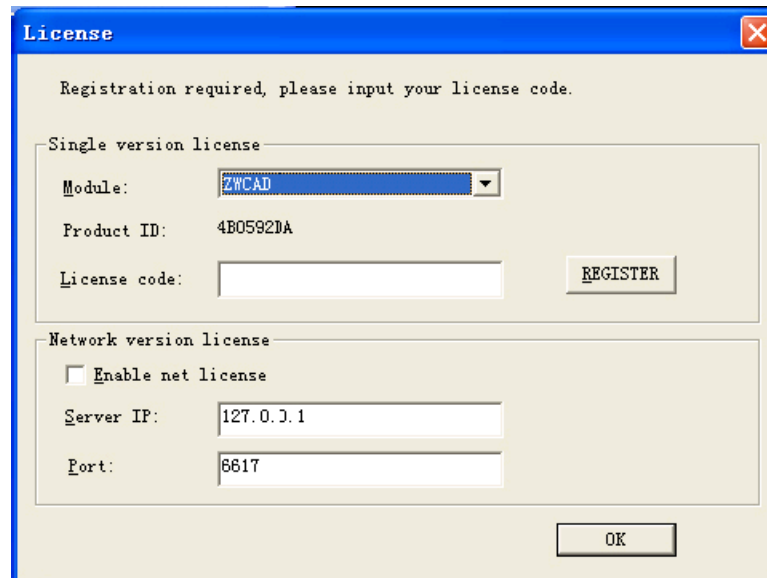 License
Registration required, please input your license code.
Single version license
Module: ZWCAD
Product ID: 4B0592DA
License code: REGISTER
Network version license
Enable net license
Server IP: 127.0.0.1
Port: 6617
OK